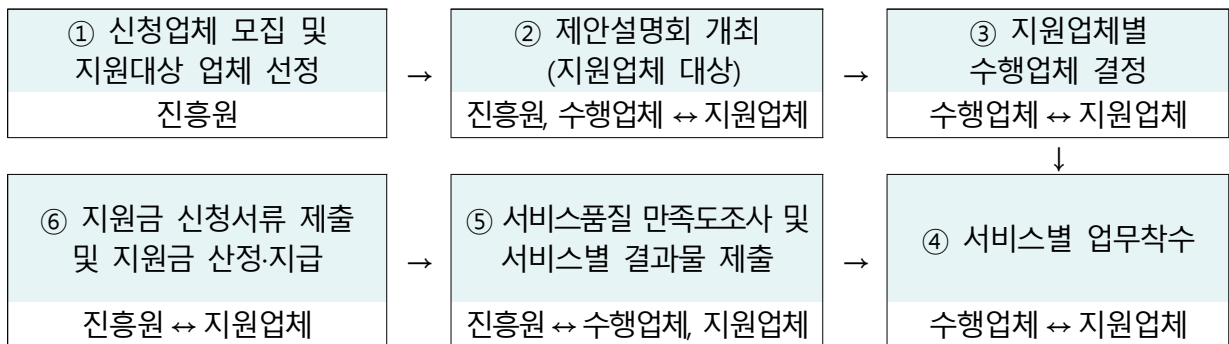 ① 신청업체 모집 및
지원대상 업체 선정
진흥원
→
② 제안설명회 개최
(지원업체 대상)
진흥원, 수행업체 ↔ 지원업체
→
③ 지원업체별
수행업체 결정
수행업체 ↔ 지원업체
↓
⑥ 지원금 신청서류 제출
및 지원금 산정·지급
진흥원 ↔ 지원업체
→
⑤ 서비스품질 만족도조사 및
서비스별 결과물 제출
진흥원 ↔ 수행업체, 지원업체
→
④ 서비스별 업무착수
수행업체 ↔ 지원업체